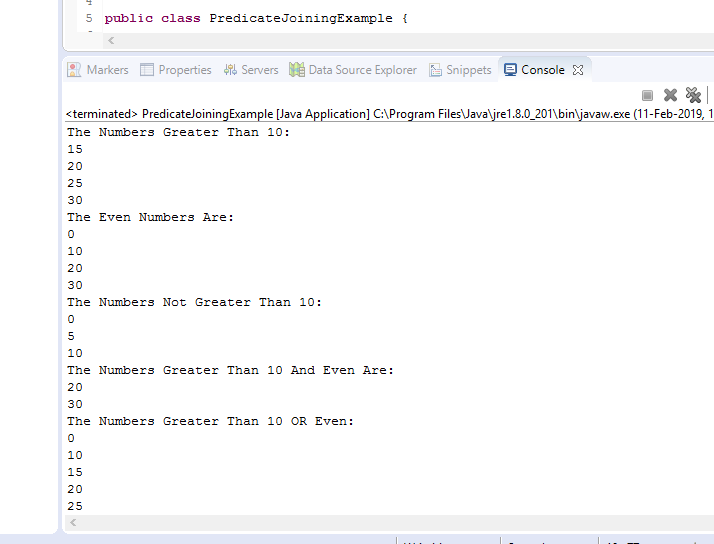 5 public class PredicateJoiningExample {
Markers Properties Servers Data Source Explorer Snippets Console
<terminated> PredicateJoiningExample [Java Application] C:\Program Files\Java\jre1.8.0_201\bin\javaw.exe (11-Feb-2019, 1
The Numbers Greater Than 10:
15
20
25
30
The Even Numbers Are:
0
10
20
30
The Numbers Not Greater Than 10:
0
5
10
The Numbers Greater Than 10 And Even Are:
20
30
The Numbers Greater Than 10 OR Even:
0
10
15
20
25